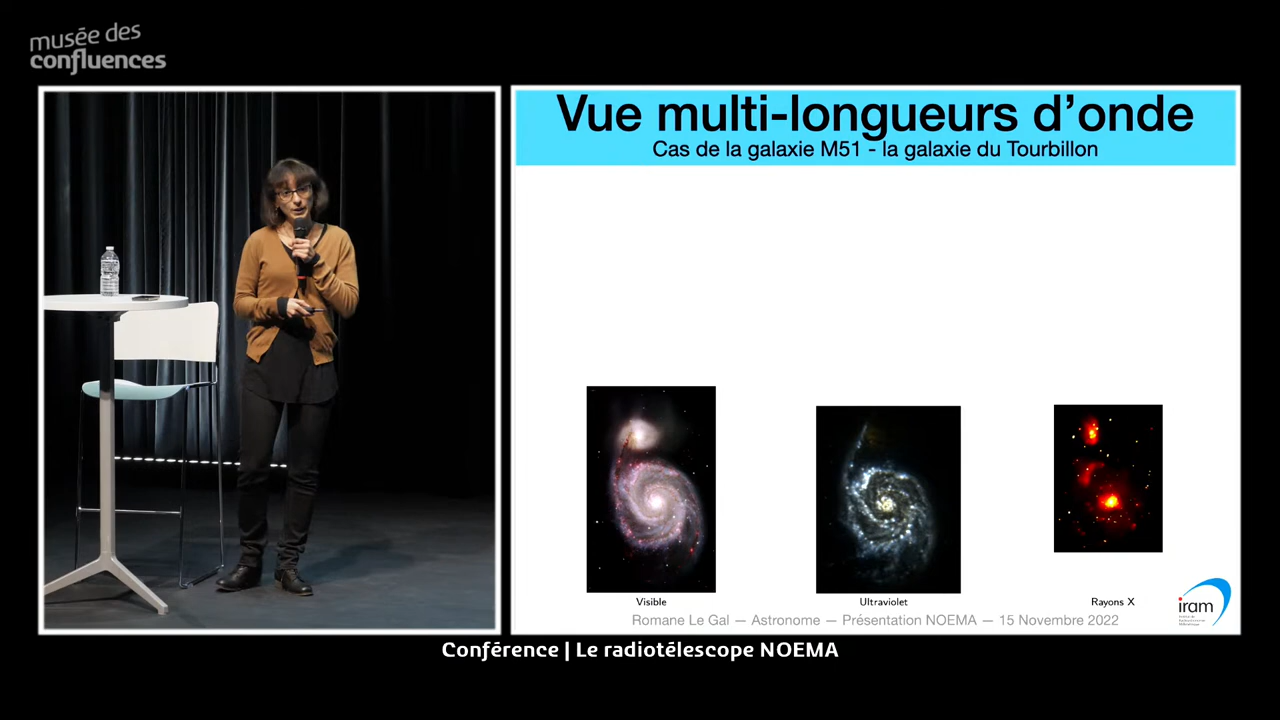 musée des
confluences
Vue multi-longueurs d'onde
Cas de la galaxie M51 - la galaxie du Tourbillon
Visible
Ultraviolet
Rayons X
iram
Romane Le Gal — Astronome — Présentation NOEMA — 15 Novembre 2022
Conférence | Le radiotélescope NOEMA